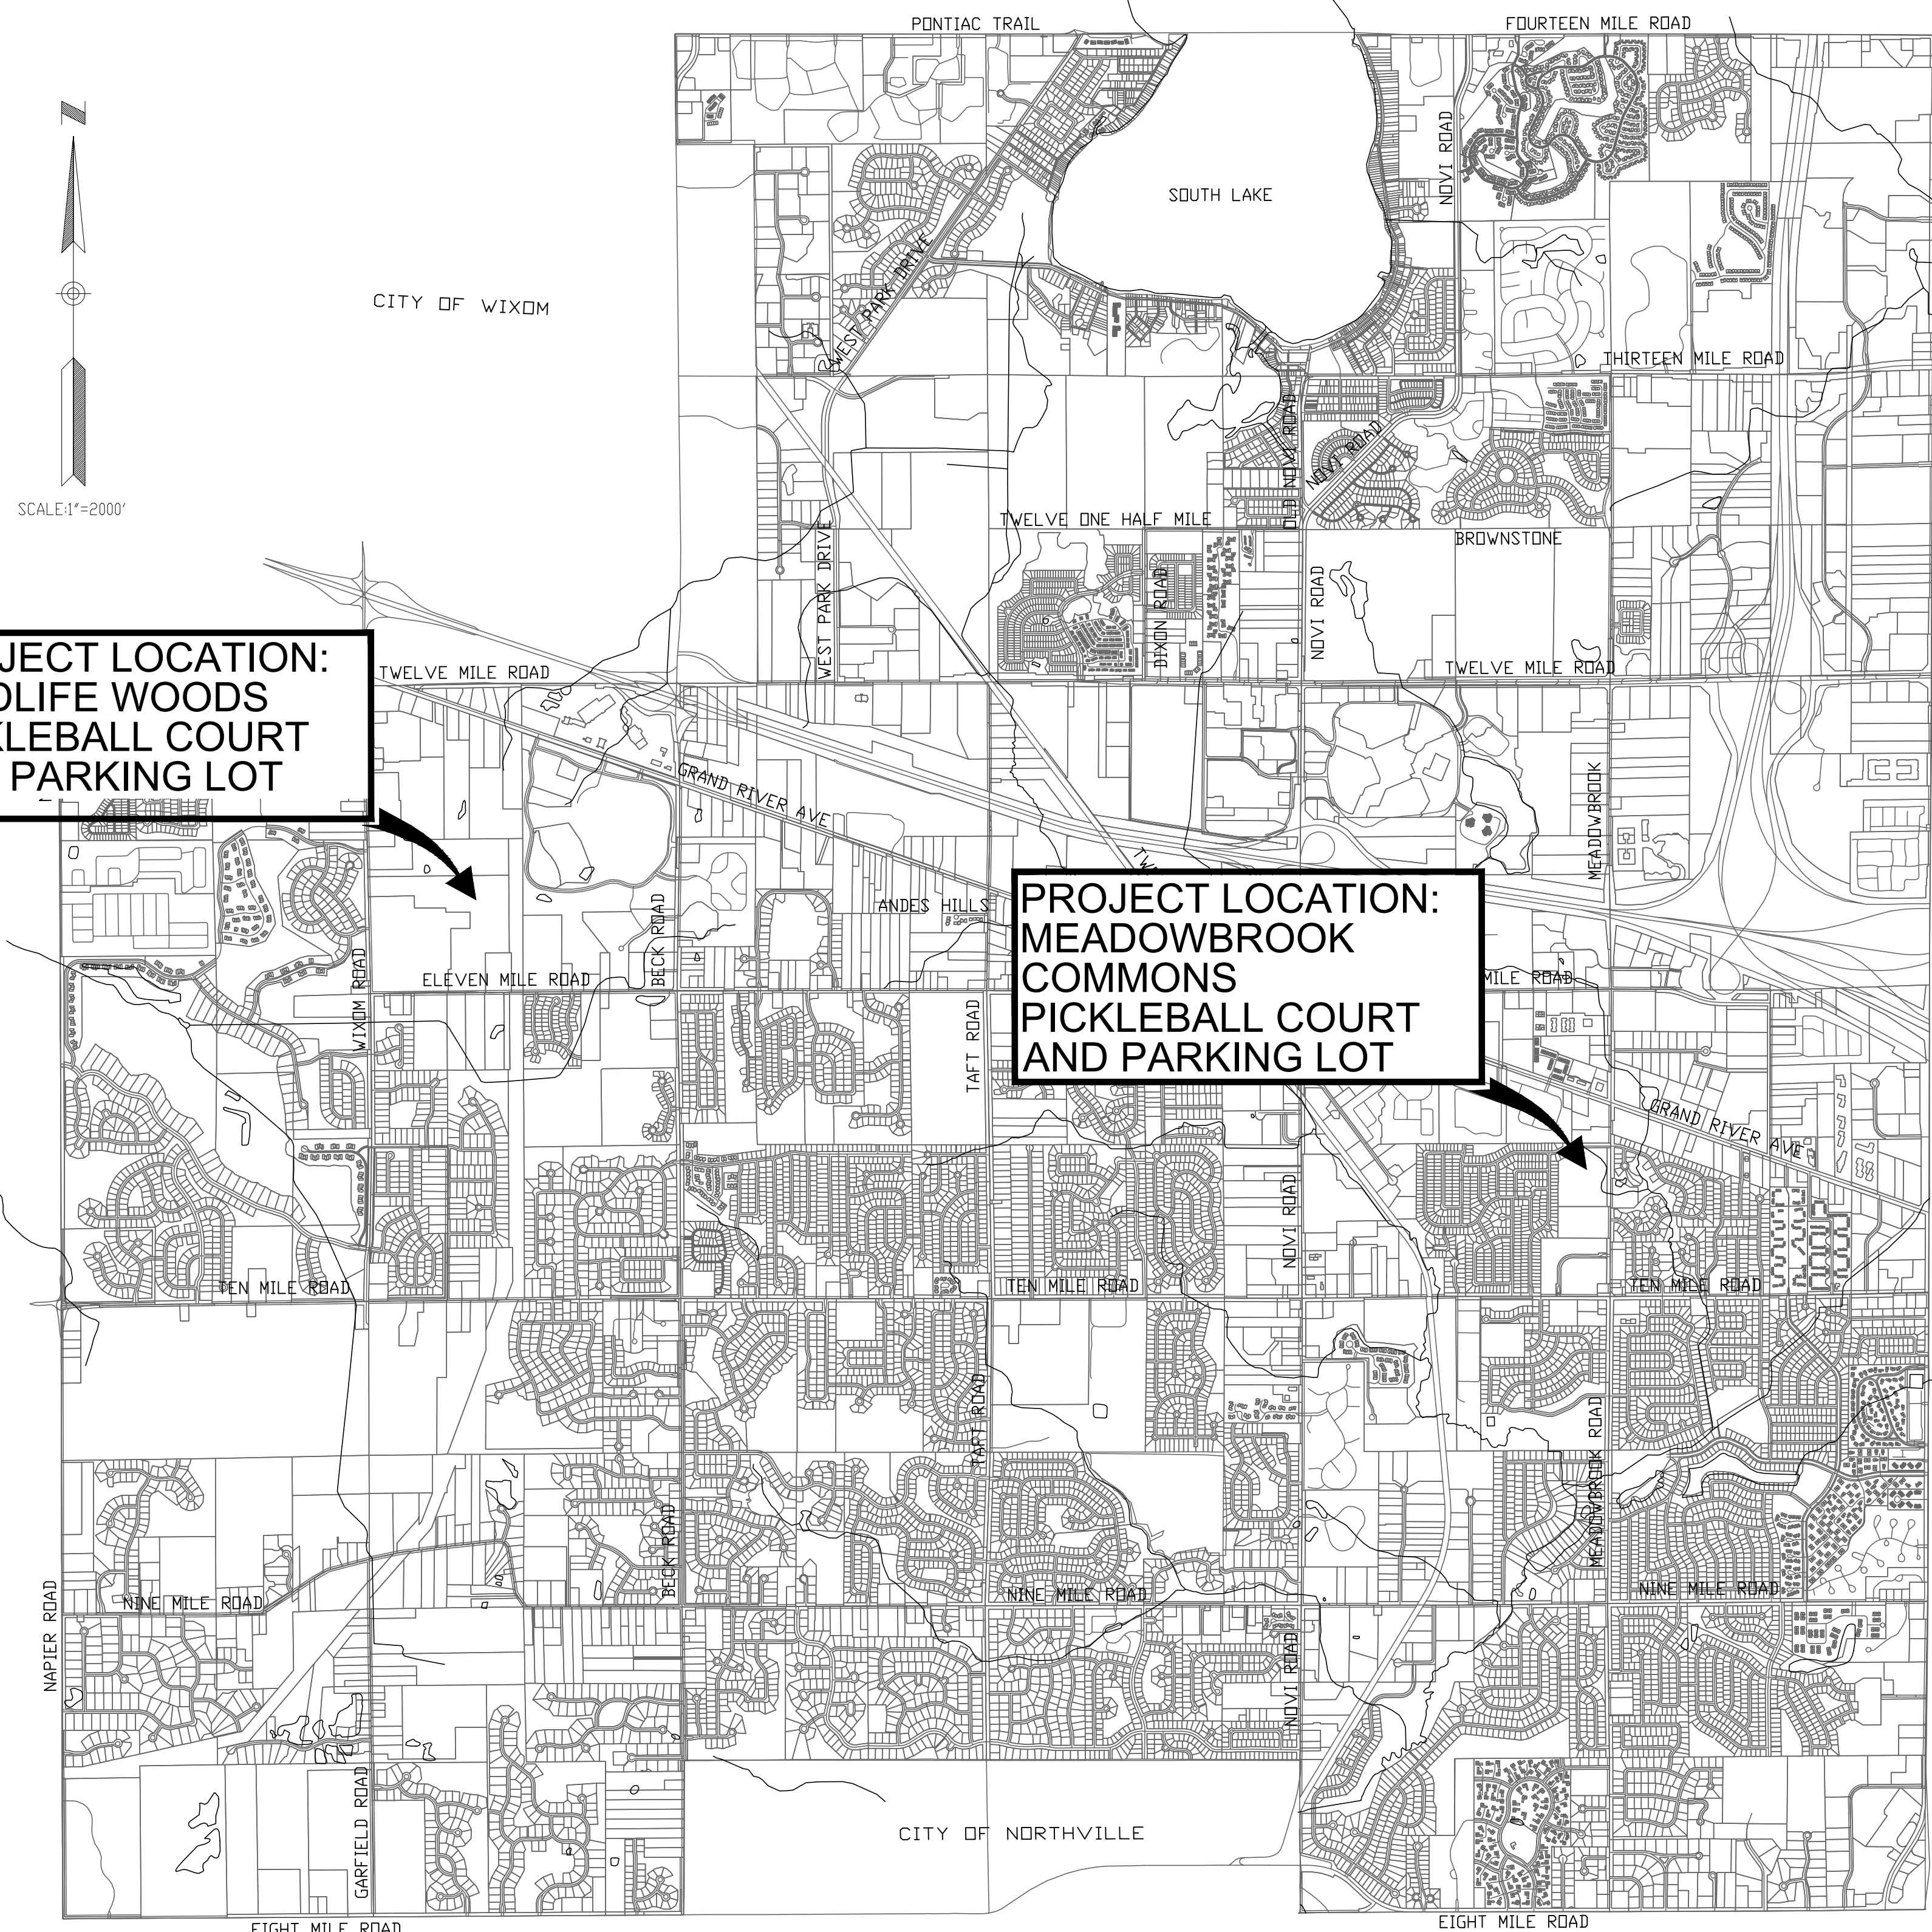 PONTIAC TRAIL
FOURTEEN MILE ROAD
N
NOVI ROAD
SOUTH LAKE
WEST PARK DRIVE
CITY OF WIXOM
THIRTEEN MILE ROAD
OLD NOVI ROAD
NOVI ROAD
SCALE:1"=2000'
TWELVE ONE HALF MILE
BROWNSTONE
WEST PARK DRIVE
DIXON ROAD
NOVI ROAD
JECT LOCATION:
DLIFE WOODS
KLEBALL COURT
PARKING LOT
TWELVE MILE ROAD
TWELVE MILE ROAD
GRAND RIVER AVE
MEADOWBROOK
BECK ROAD
ANDES HILLS
PROJECT LOCATION:
MEADOWBROOK
COMMONS
PICKLEBALL COURT
AND PARKING LOT
WIXOM ROAD
ELEVEN MILE ROAD
MILE ROAD
TAFT ROAD
GRAND RIVER AVE
NOVI ROAD
TEN MILE ROAD
TEN MILE ROAD
TEN MILE ROAD
TAFT ROAD
MEADOWBROOK ROAD
BECK ROAD
NAPIER ROAD
NINE MILE ROAD
NINE MILE ROAD
NINE MILE ROAD
NOVI ROAD
GARFIELD ROAD
CITY OF NORTHVILLE
EIGHT MILE ROAD
EIGHT MILE ROAD